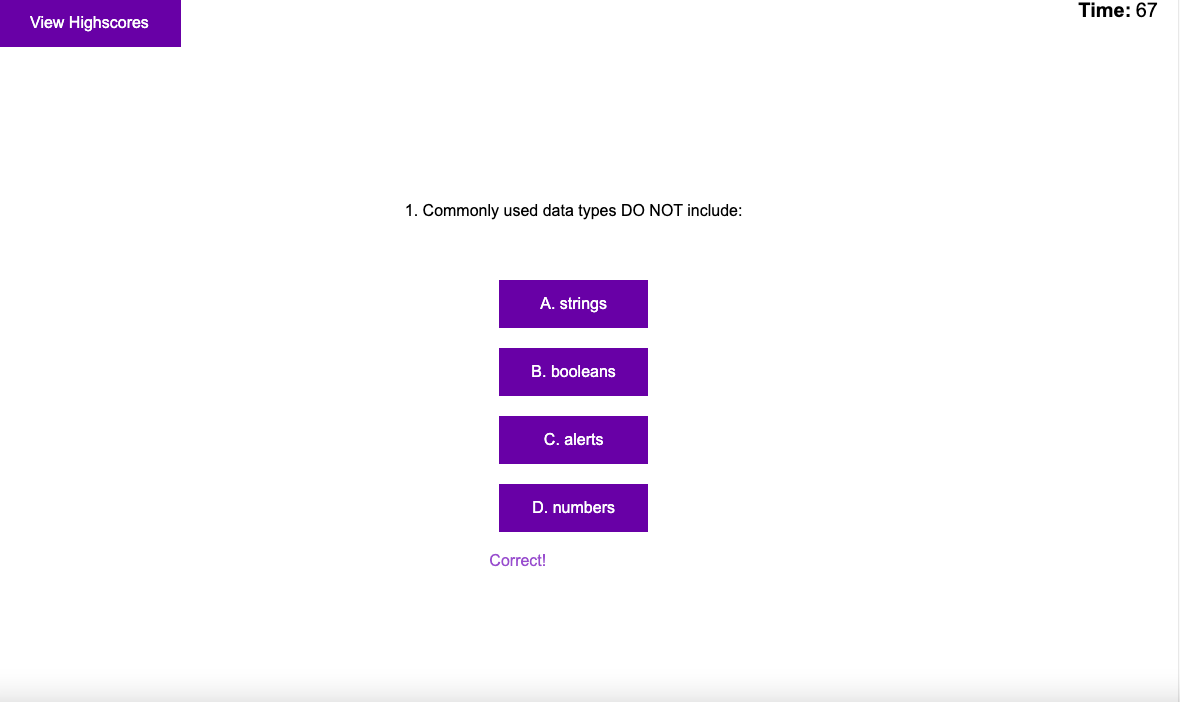 View Highscores
Time: 67
1. Commonly used data types DO NOT include:
A. strings
B. booleans
C. alerts
D. numbers
Correct!